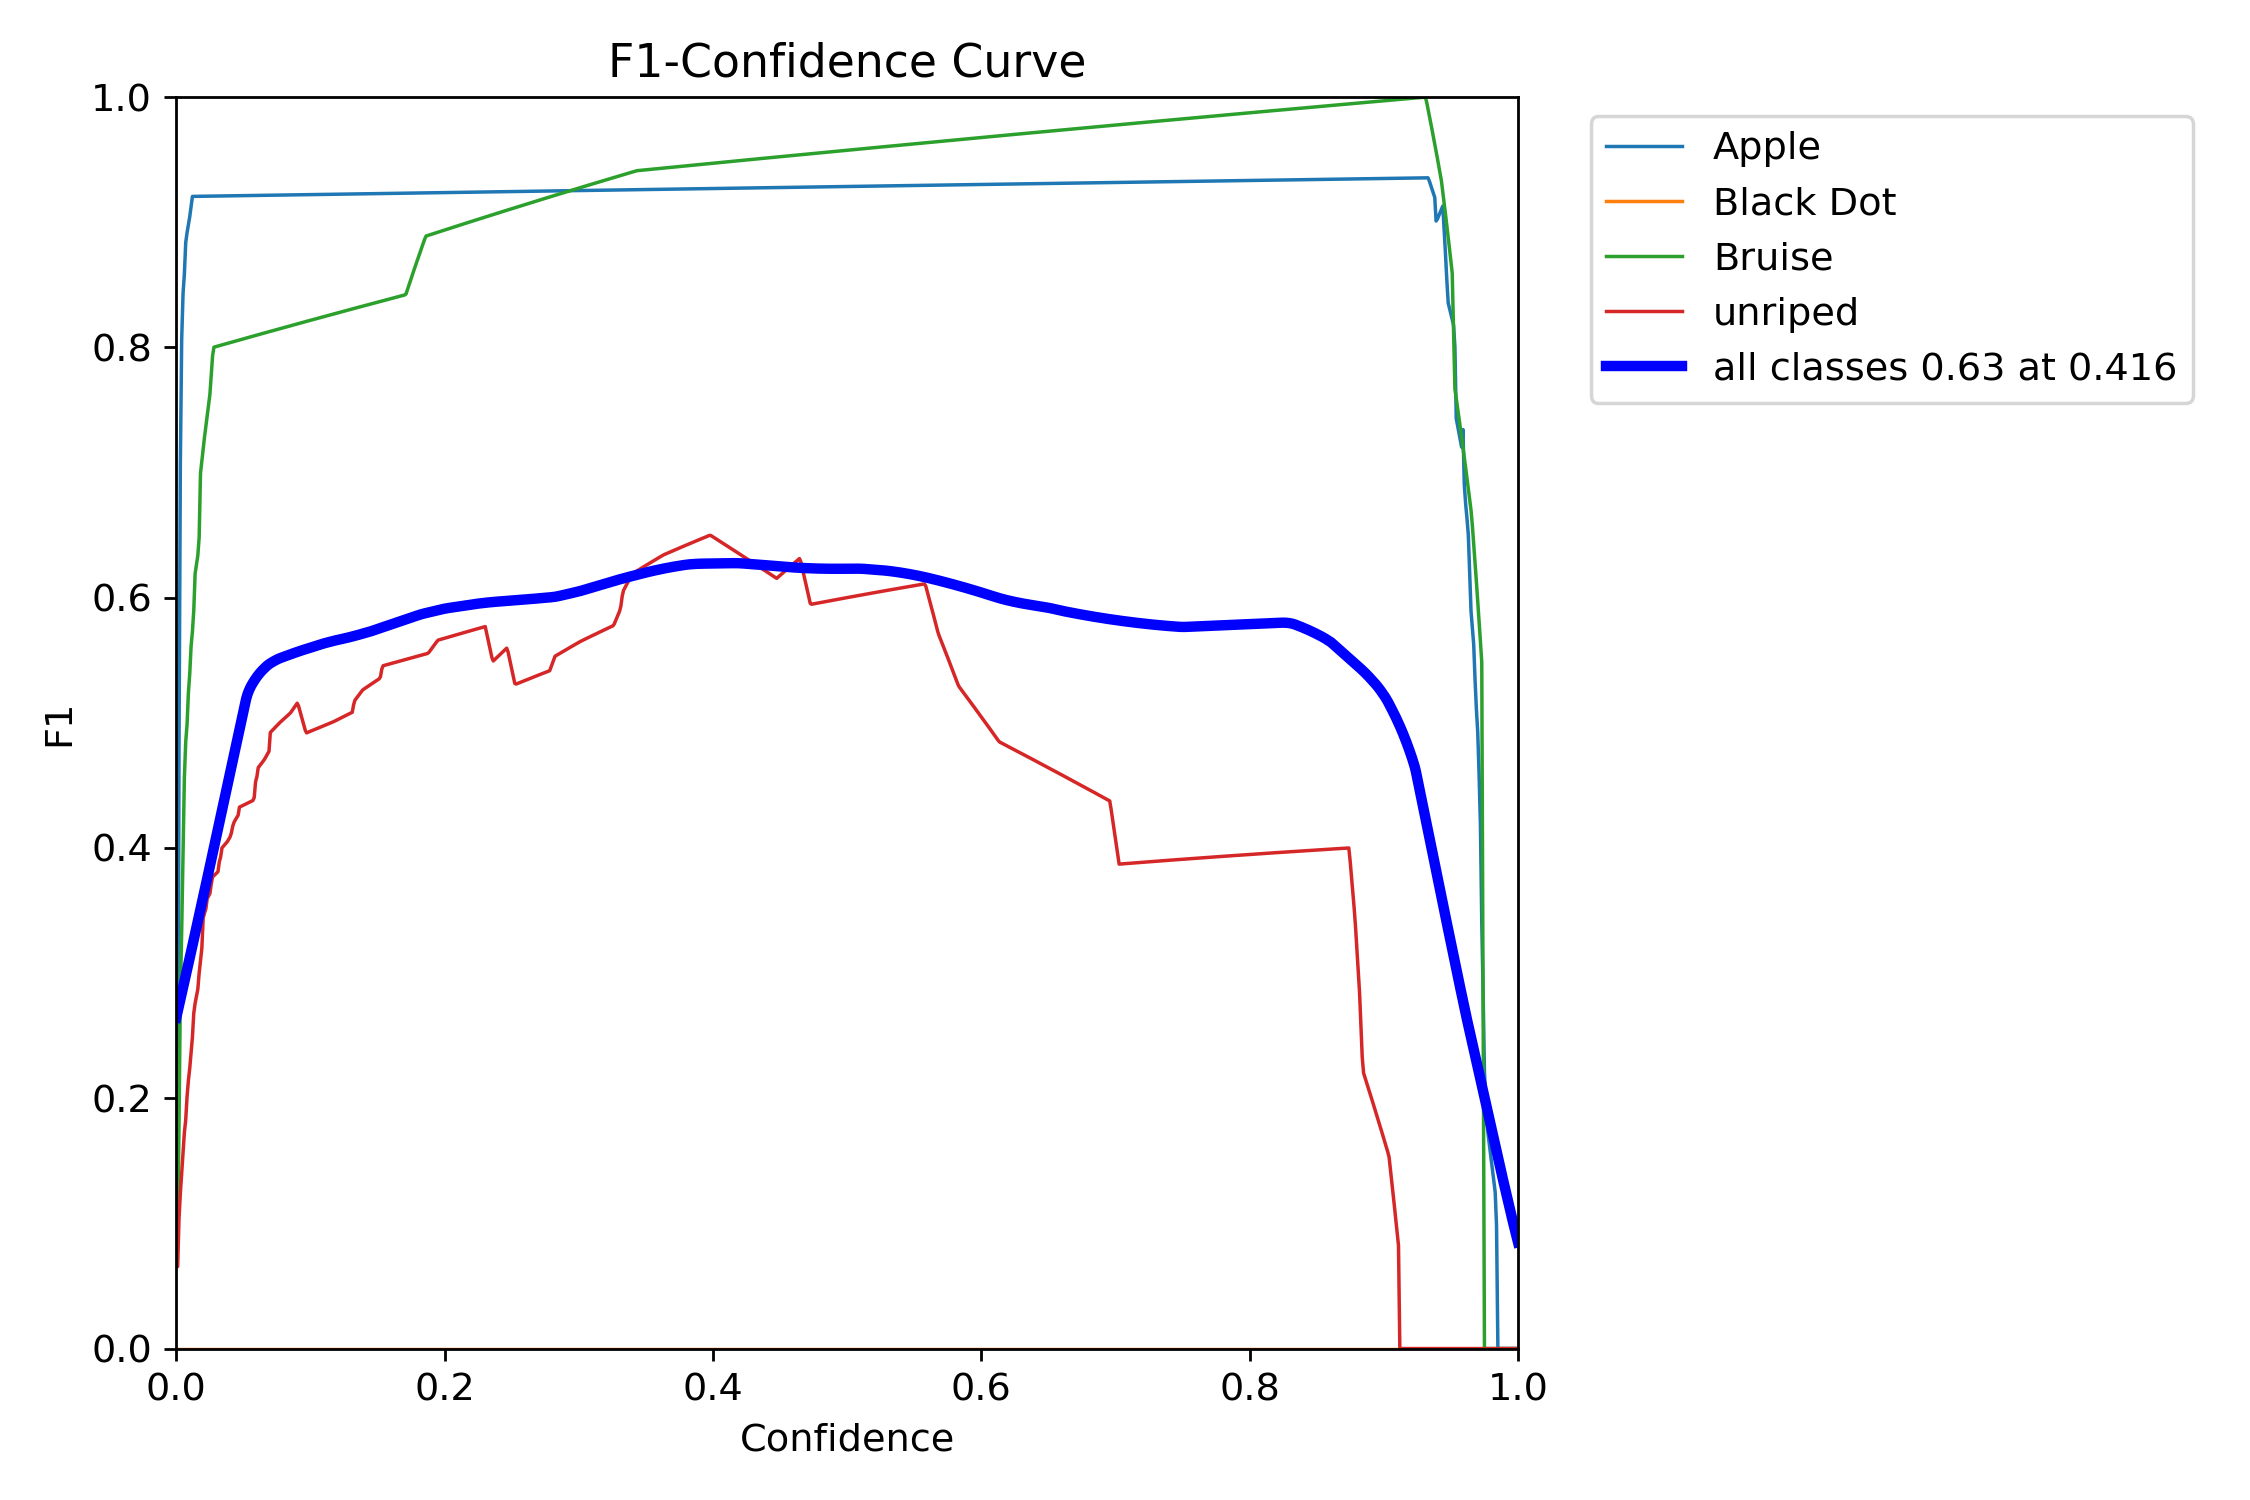 F1-Confidence Curve
1.0
0.8
0.6
0.4
0.2
0.0
F1
0.0 0.2 0.4 0.6 0.8 1.0
Confidence
Apple
Black Dot
Bruise
unriped
all classes 0.63 at 0.416